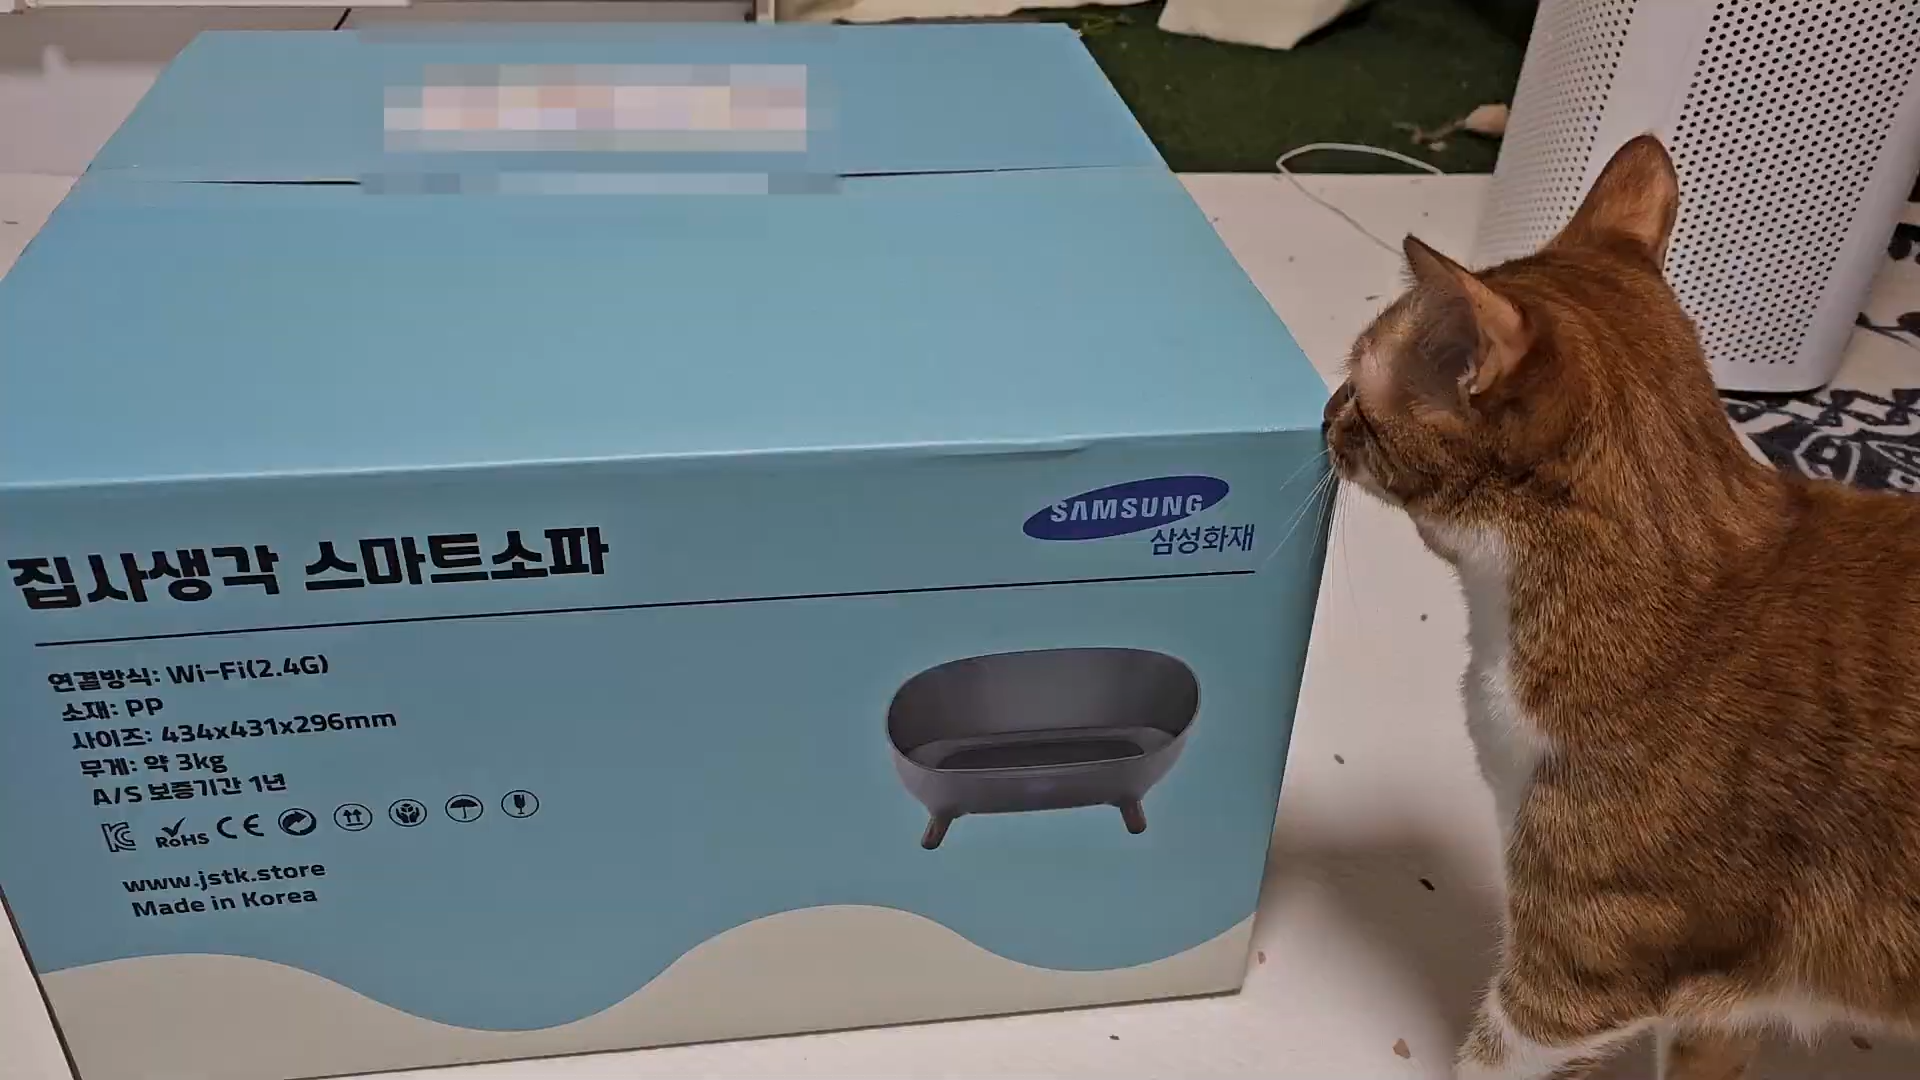 집사생각 스마트소파
SAMSUNG
삼성화재
연결방식: Wi-Fi(2.4G)
소재: PP
사이즈: 434x431x296mm
무게: 약 3kg
A/S 보증기간 1년
RoHS CE
www.jstk.store
Made in Korea